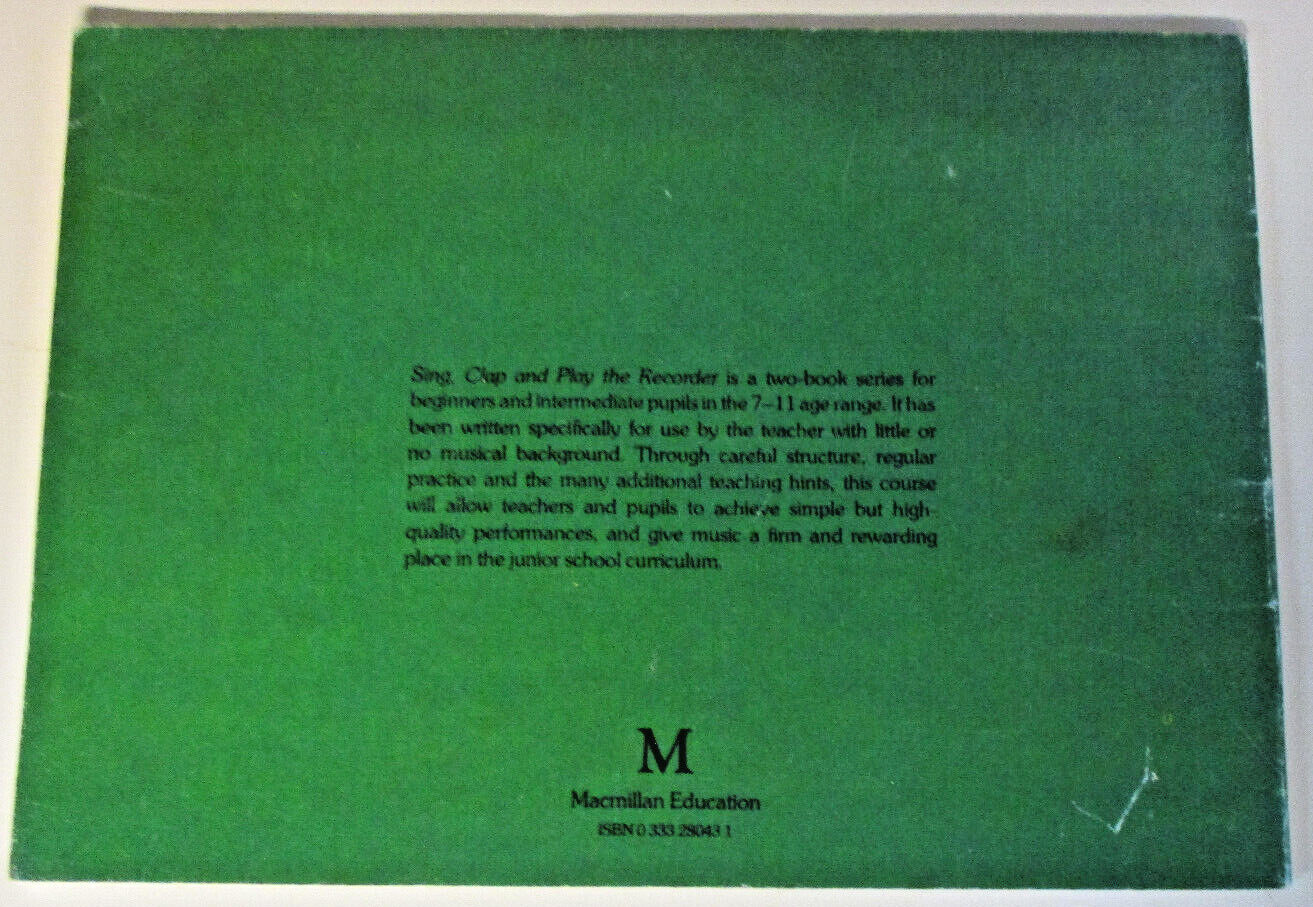 Sing, Clap and Play the Recorder is a two-book series for
beginners and intermediate pupils in the 7–11 age range. It has
been written specifically for use by the teacher with little or
no musical background. Through careful structure, regular
practice and the many additional teaching hints, this course
will allow teachers and pupils to achieve simple but high-
quality performances, and give music a firm and rewarding
place in the junior school curriculum.
M
Macmillan Education
ISBN 0 333 28043 1